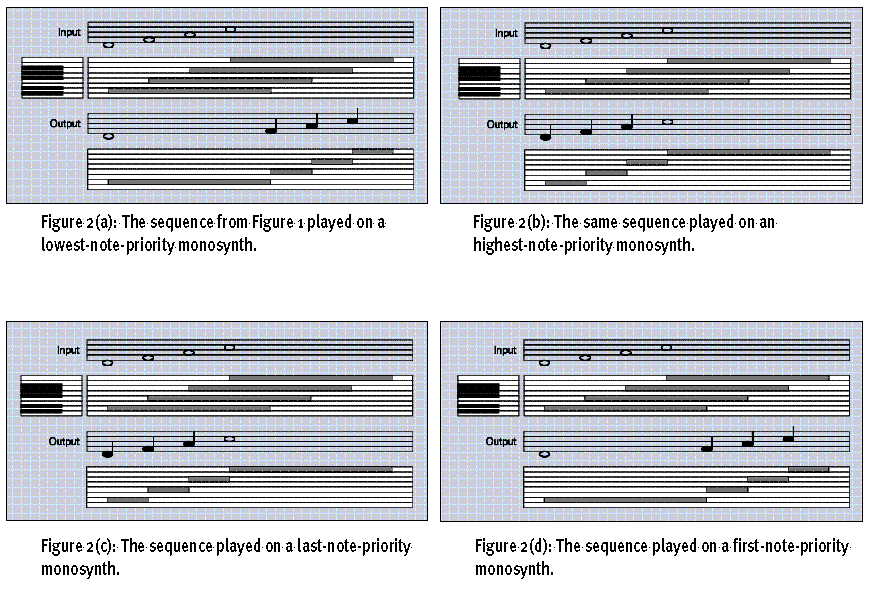 Input
Output
Figure 2(a): The sequence from Figure 1 played on a
lowest-note-priority monosynth.
Input
Output
Figure 2(b): The same sequence played on an
highest-note-priority monosynth.
Input
Output
Figure 2(c): The sequence played on a last-note-priority
monosynth.
Input
Output
Figure 2(d): The sequence played on a first-note-priority
monosynth.